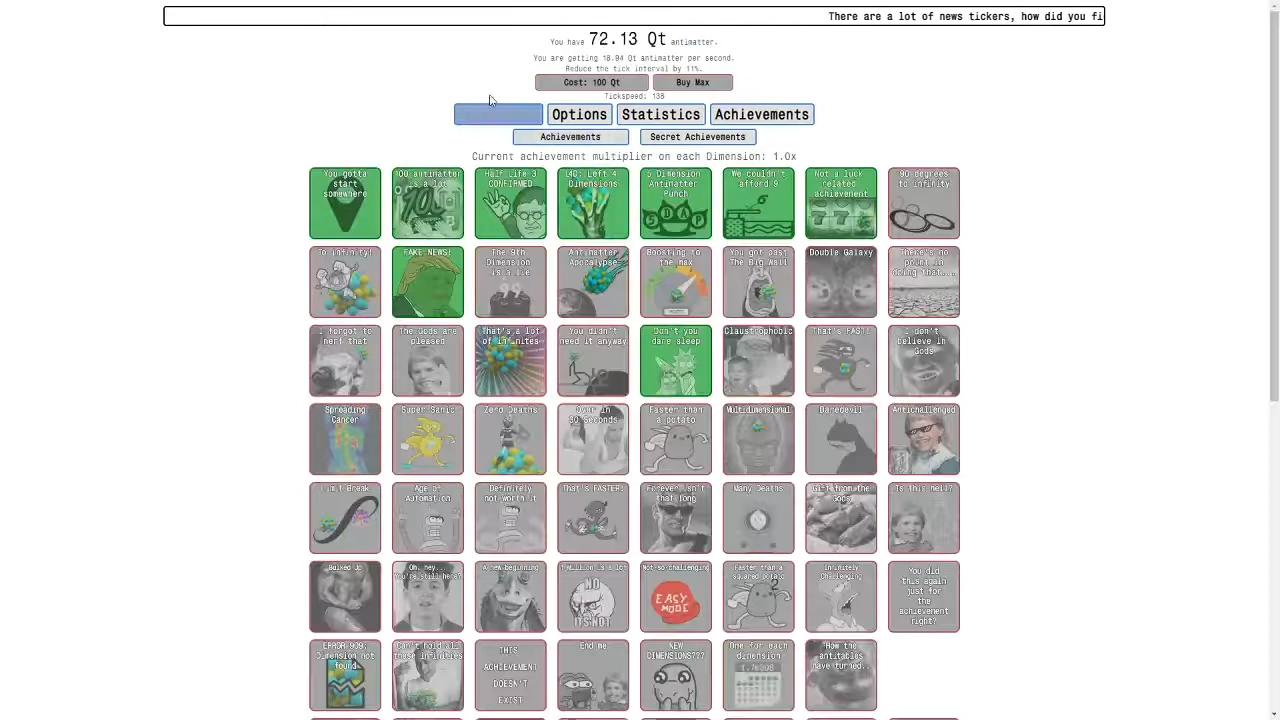 There are a lot of news tickers, how did you fi
You have 72.13 Qt antimatter.
You are getting 18.94 Qt antimatter per second.
Reduce the tick interval by 11%.
Cost: 100 Qt
Buy Max
Tickspeed: 138
Options
Statistics
Achievements
Achievements
Secret Achievements
Current achievement multiplier on each Dimension: 1.0x
You gotta
start
somewhere
100 antimatter
is a lot
Half Life 3
CONFIRMED
L4D: Left 4
Dimensions
5 Dimension
Antimatter
Punch
We couldn't
afford 9
Not a luck
related
achievement
90 degrees
to infinity
To infinity!
FAKE NEWS!
The 9th
Dimension
is a lie
Antimatter
Apocalypse
Boosting to
the max
You got past
The Big Wall
Double Galaxy
There's no
point in
doing that...
I forgot to
nerf that
The Gods are
pleased
That's a lot
of infinites
You didn't
need it anyway
Don't you
dare sleep
Claustrophobic
That's FAST!
I don't
believe in
Gods
Spreading
Cancer
Super Sanic
Zero Deaths
Over in
30 Seconds
Faster than
a potato
Multidimensional
Daredevil
Antichallenged
Limit Break
Age of
Automation
Definitely
not worth it
That's FASTER!
Forever isn't
that long
Many Deaths
Gift from the
Gods
Is this hell?
Bulked Up
Oh, hey...
You're still here?
A new beginning
1 Million is a lot
NO
ITS NOT
Not-so-challenging
EASY
MODE
Faster than a
squared potato
Infinitely
Challenging
You did
this again
just for
the
achievement
right?
ERROR 909:
Dimension not
found
Can't hold all
these infinities
THIS
ACHIEVEMENT
DOESN'T
EXIST
End me
NEW
DIMENSIONS???
One for each
dimension
1.7e308
How the
antitables
have turned..